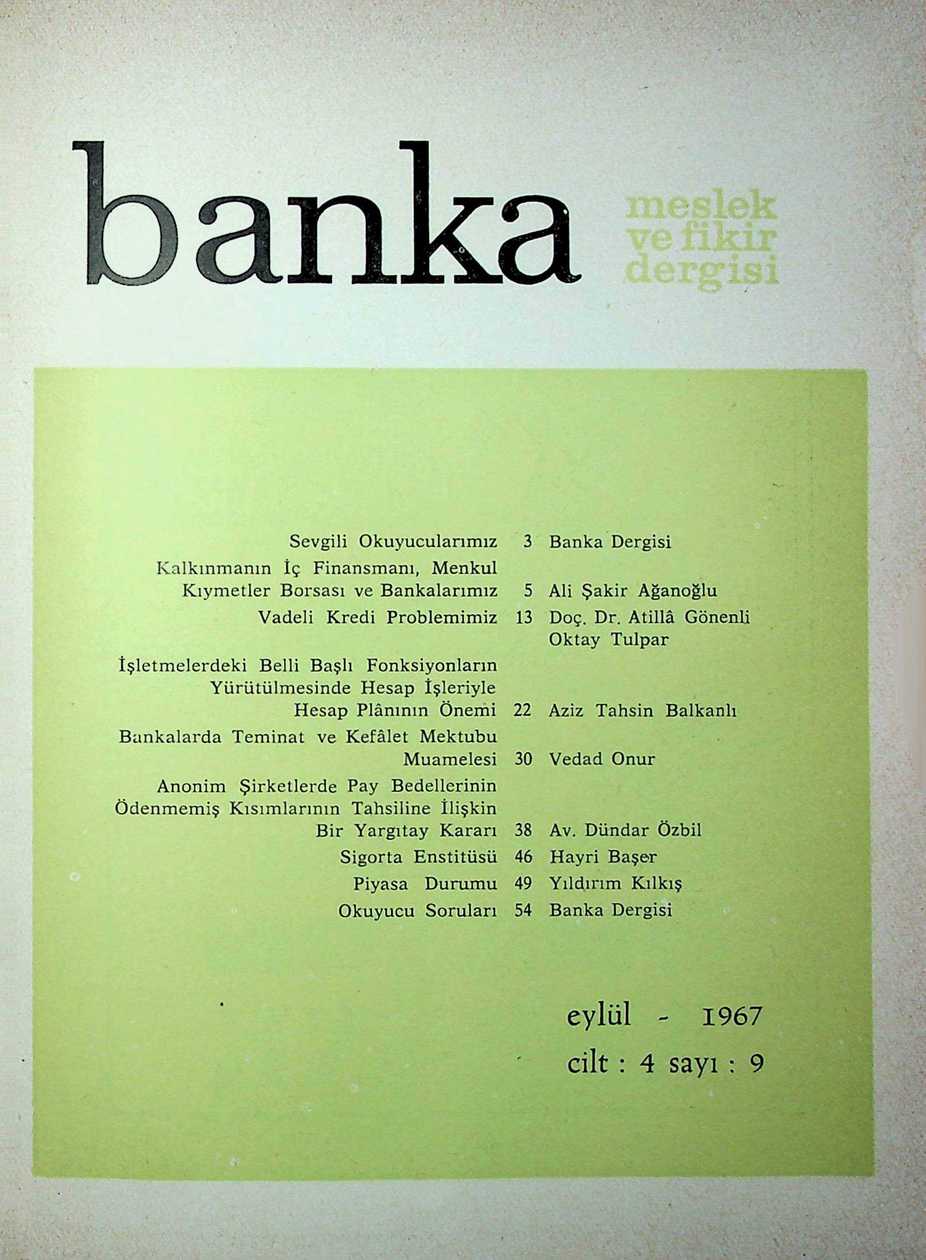 banka
meslek
ve fikir
dergisi
Sevgili Okuyucularımız 3 Banka Dergisi
Kalkınmanın İç Finansmanı, Menkul
Kıymetler Borsası ve Bankalarımız 5 Ali Şakir Ağanoğlu
Vadeli Kredi Problemimiz 13 Doç. Dr. Atillâ Gönenli
Oktay Tulpar
İşletmelerdeki Belli Başlı Fonksiyonların
Yürütülmesinde Hesap İşleriyle
Hesap Plânının Önemi 22 Aziz Tahsin Balkanlı
Bankalarda Teminat ve Kefâlet Mektubu
Muamelesi 30 Vedad Onur
Anonim Şirketlerde Pay Bedellerinin
Ödenmemiş Kısımlarının Tahsiline İlişkin
Bir Yargıtay Kararı 38 Av. Dündar Özbil
Sigorta Enstitüsü 46 Hayri Başer
Piyasa Durumu 49 Yıldırım Kılkış
Okuyucu Soruları 54 Banka Dergisi
eylül - 1967
cilt : 4 sayı : 9